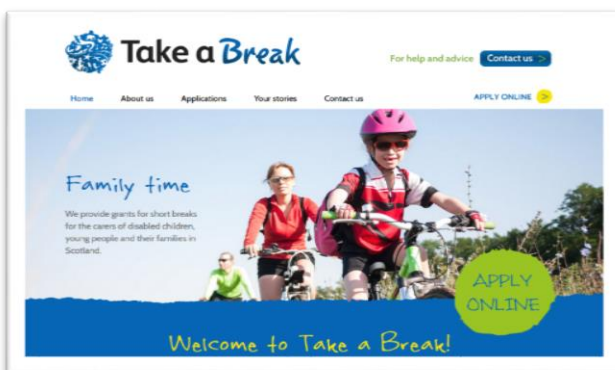 Take a Break
For help and advice Contact us >
Home About us Applications Your stories Contact us
APPLY ONLINE >
Family time
We provide grants for short breaks
for the carers of disabled children,
young people and their families in
Scotland.
APPLY
ONLINE
Welcome to Take a Break!